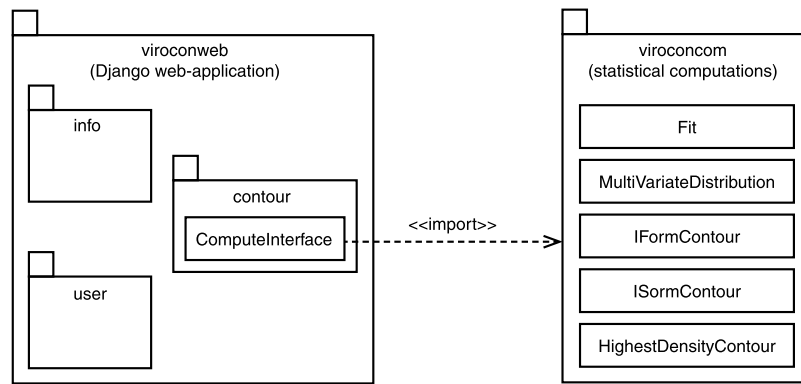 viroconweb
(Django web-application)
info
contour
ComputeInterface
user
<<import>>
viroconcom
(statistical computations)
Fit
MultiVariateDistribution
IFormContour
ISormContour
HighestDensityContour